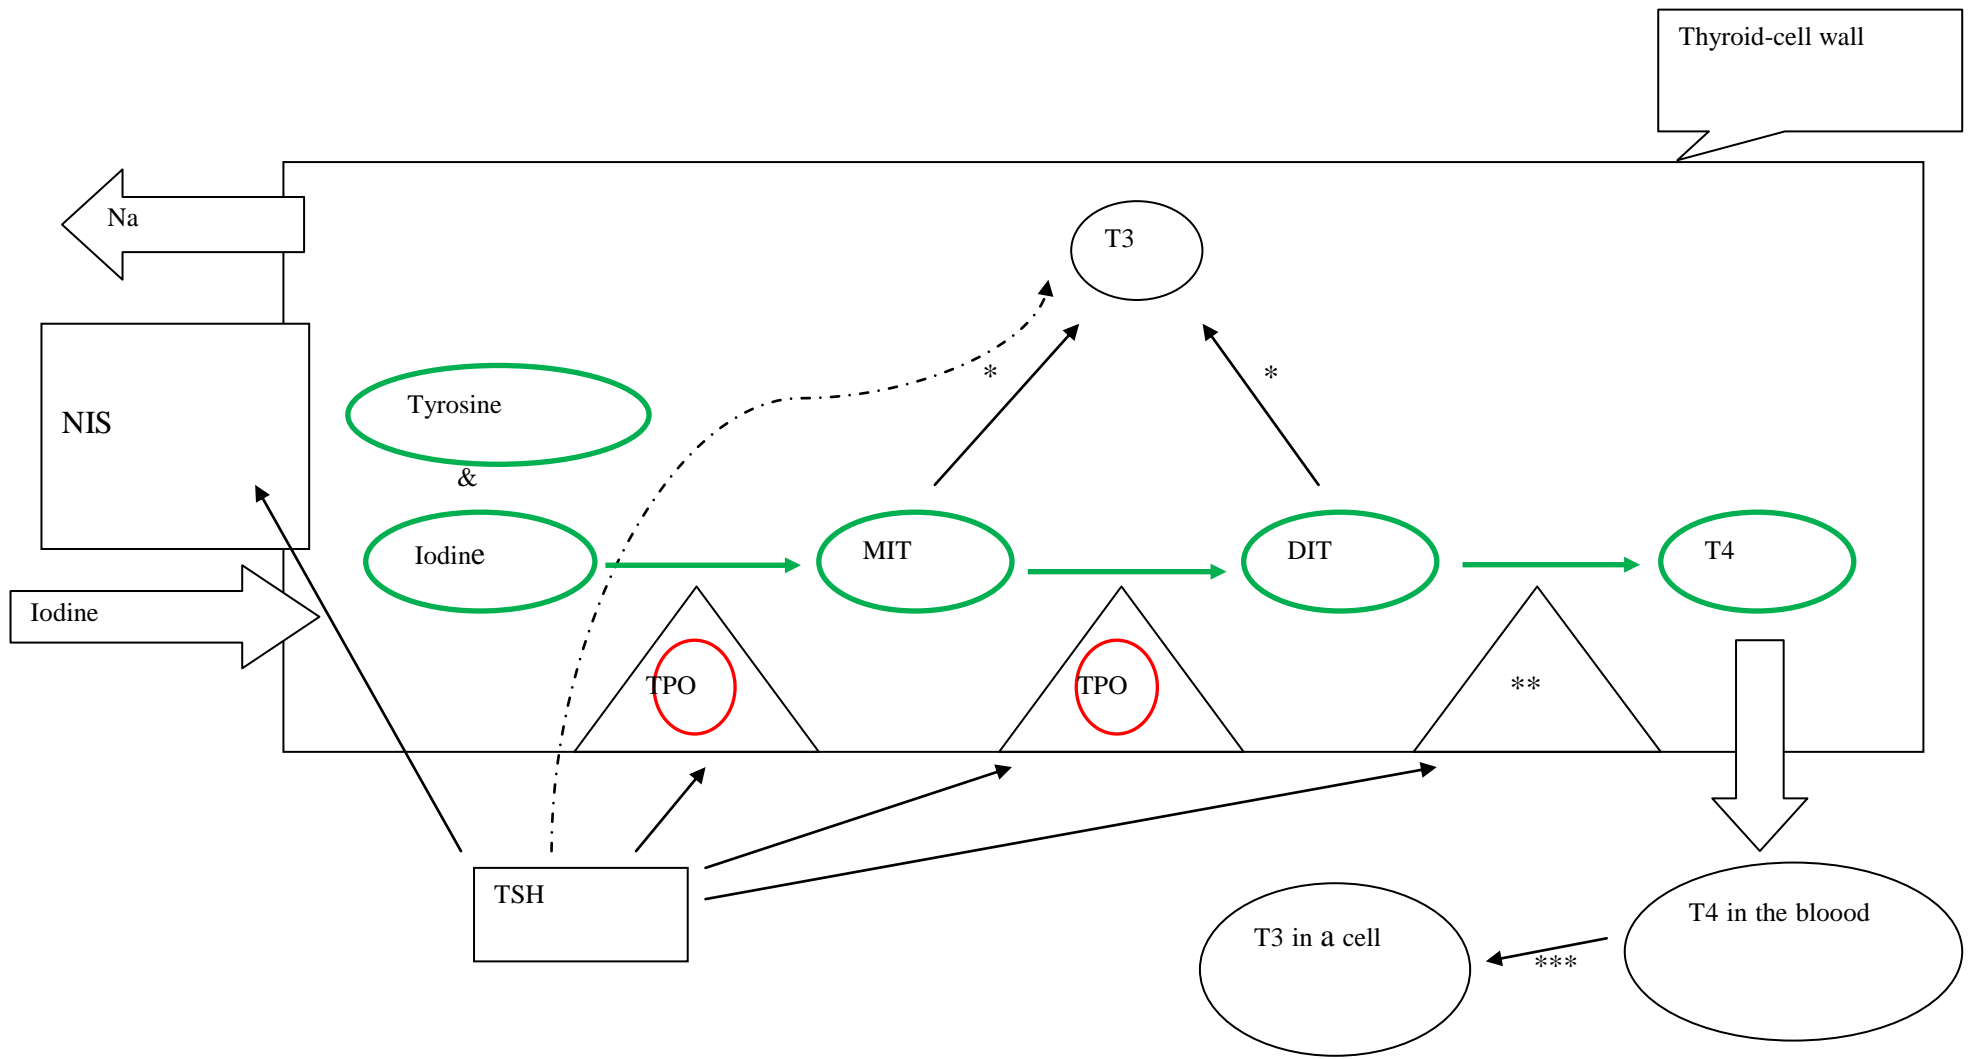 Thyroid-cell wall
Na
T3
*
*
Tyrosine
NIS
&
Iodine
MIT
DIT
T4
Iodine
TPO
TPO
**
TSH
T3 in a cell
T4 in the bloood
***